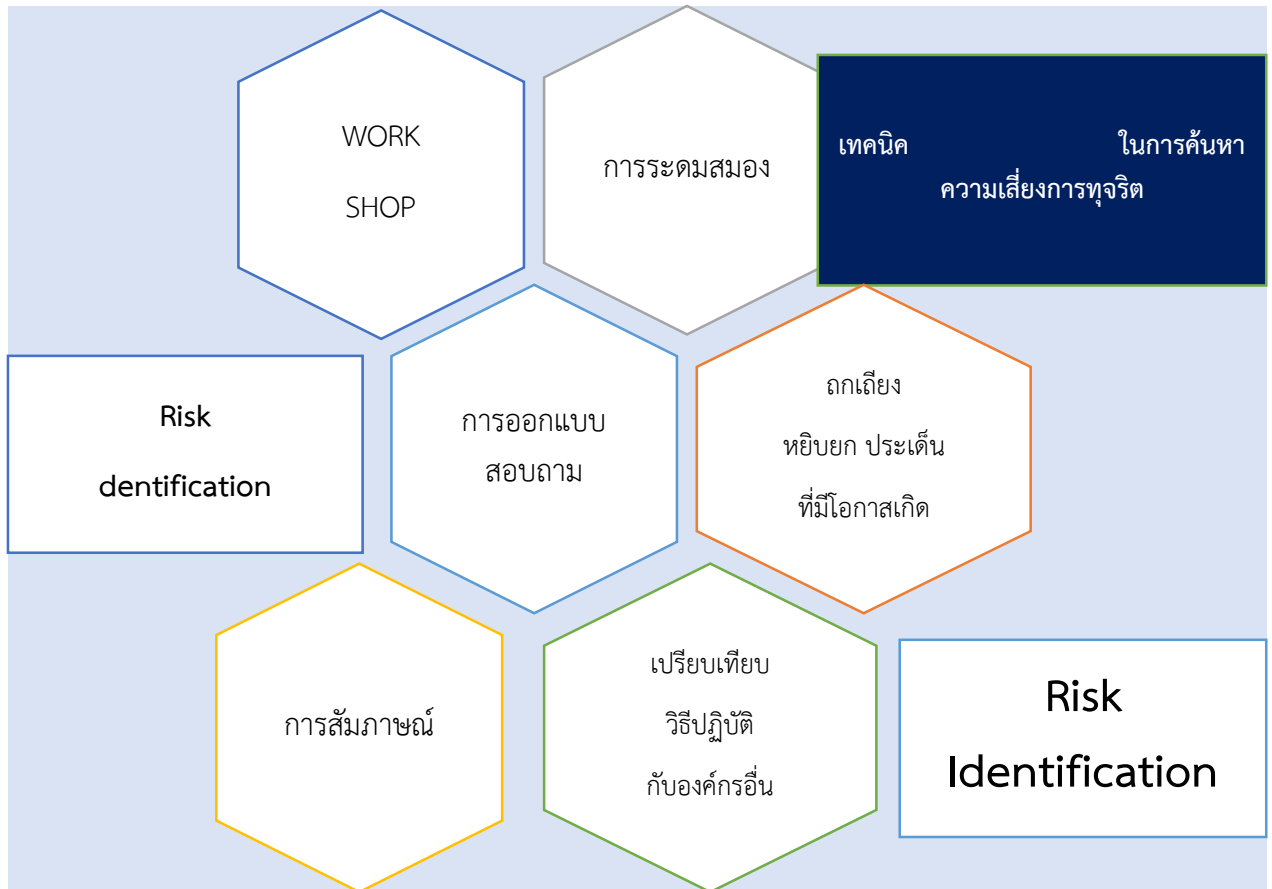 WORK
SHOP
การระดมสมอง
เทคนิค ในการค้นหา
ความเสี่ยงการทุจริต
Risk
dentification
การออกแบบ
สอบถาม
ถกเถียง
หยิบยก ประเด็น
ที่มีโอกาสเกิด
การสัมภาษณ์
เปรียบเทียบ
วิธีปฏิบัติ
กับองค์กรอื่น
Risk
Identification